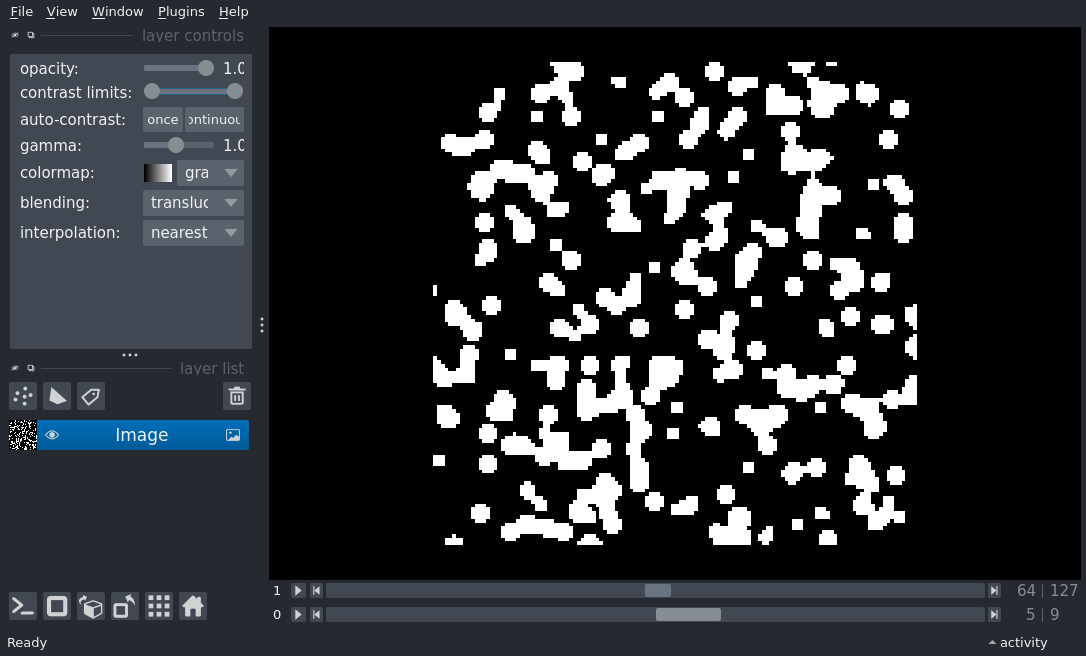 File View Window Plugins Help
layer controls
opacity: 1.0
contrast limits:
auto-contrast: once ontinuou
gamma: 1.0
colormap: gra
blending: transluc
interpolation: nearest
layer list
Image
1 64 | 127
0 5 | 9
Ready activity